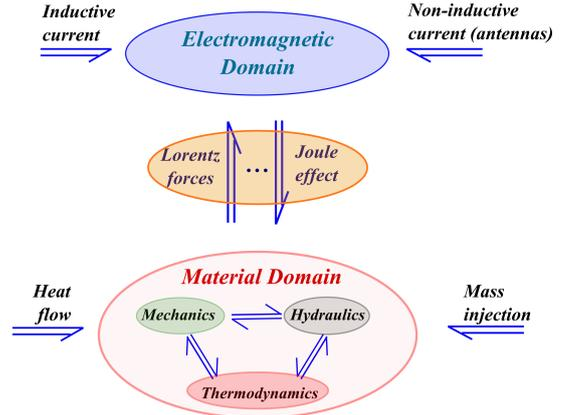 Inductive
current
Non-inductive
current (antennas)
Electromagnetic
Domain
Lorentz
forces
...
Joule
effect
Material Domain
Heat
flow
Mass
injection
Mechanics
Hydraulics
Thermodynamics